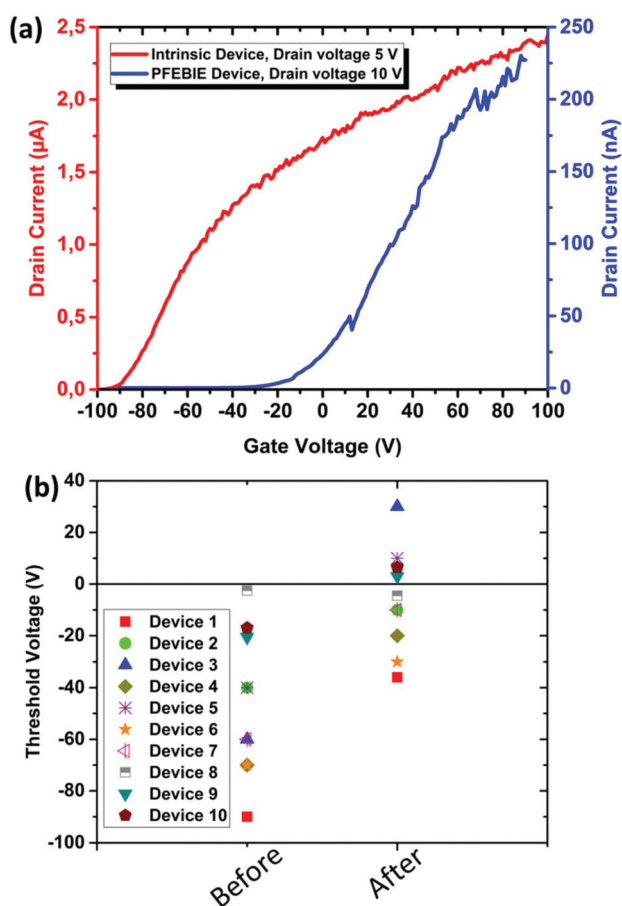 (a)
Intrinsic Device, Drain voltage 5 V
PFEBIE Device, Drain voltage 10 V
Drain Current (µA)
2,5
2,0
1,5
1,0
0,5
0,0
Drain Current (nA)
250
200
150
100
50
0
-100 -80 -60 -40 -20 0 20 40 60 80 100
Gate Voltage (V)
(b)
Threshold Voltage (V)
40
20
0
-20
-40
-60
-80
-100
Device 1
Device 2
Device 3
Device 4
Device 5
Device 6
Device 7
Device 8
Device 9
Device 10
Before After